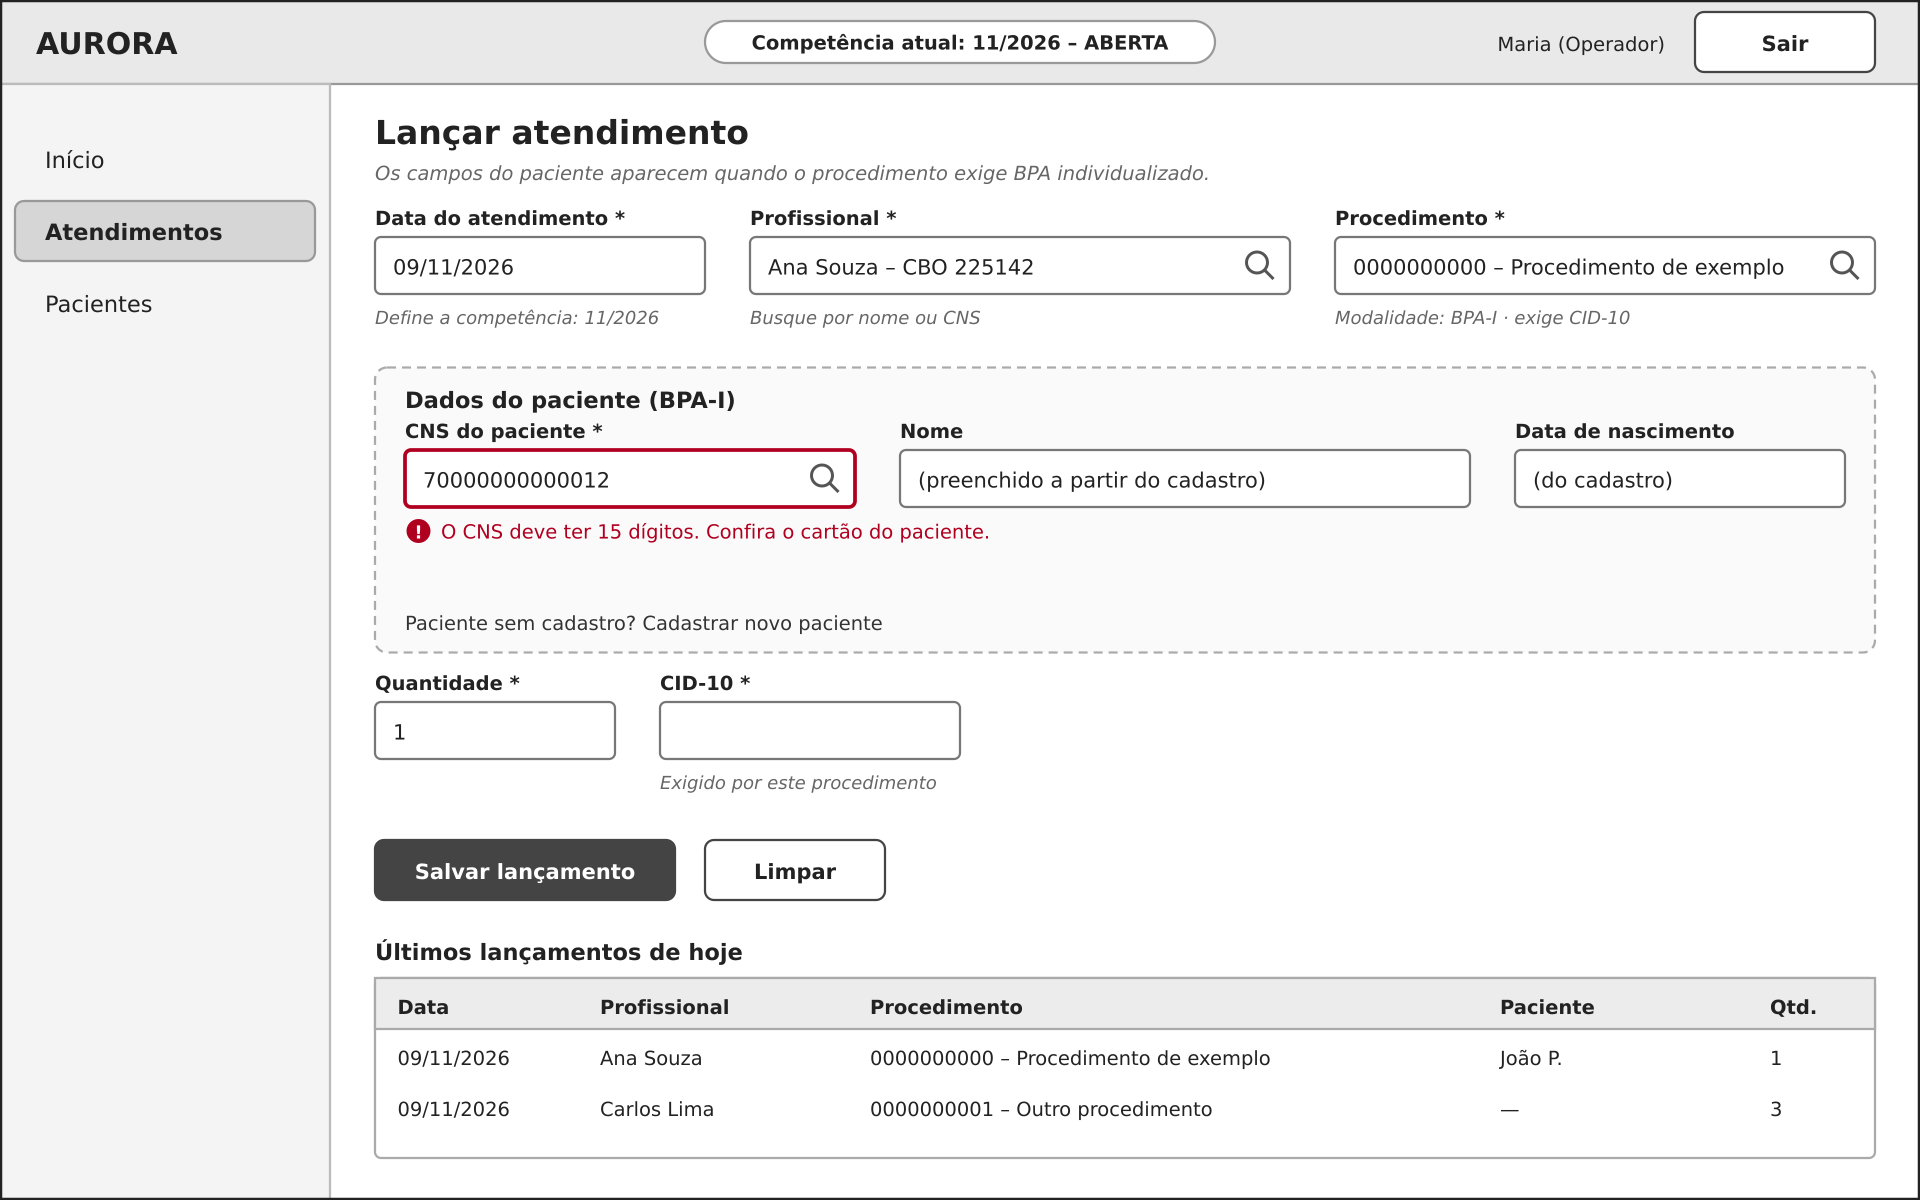 AURORA
Competência atual: 11/2026 – ABERTA
Maria (Operador)
Sair
Início
Atendimentos
Pacientes
Lançar atendimento
Os campos do paciente aparecem quando o procedimento exige BPA individualizado.
Data do atendimento *
Profissional *
Procedimento *
09/11/2026
Ana Souza – CBO 225142
0000000000 – Procedimento de exemplo
Define a competência: 11/2026
Busque por nome ou CNS
Modalidade: BPA-I · exige CID-10
Dados do paciente (BPA-I)
CNS do paciente *
Nome
Data de nascimento
70000000000012
(preenchido a partir do cadastro)
(do cadastro)
! O CNS deve ter 15 dígitos. Confira o cartão do paciente.
Paciente sem cadastro? Cadastrar novo paciente
Quantidade *
CID-10 *
1
Exigido por este procedimento
Salvar lançamento
Limpar
Últimos lançamentos de hoje
Data Profissional Procedimento Paciente Qtd.
09/11/2026 Ana Souza 0000000000 – Procedimento de exemplo João P. 1
09/11/2026 Carlos Lima 0000000001 – Outro procedimento — 3